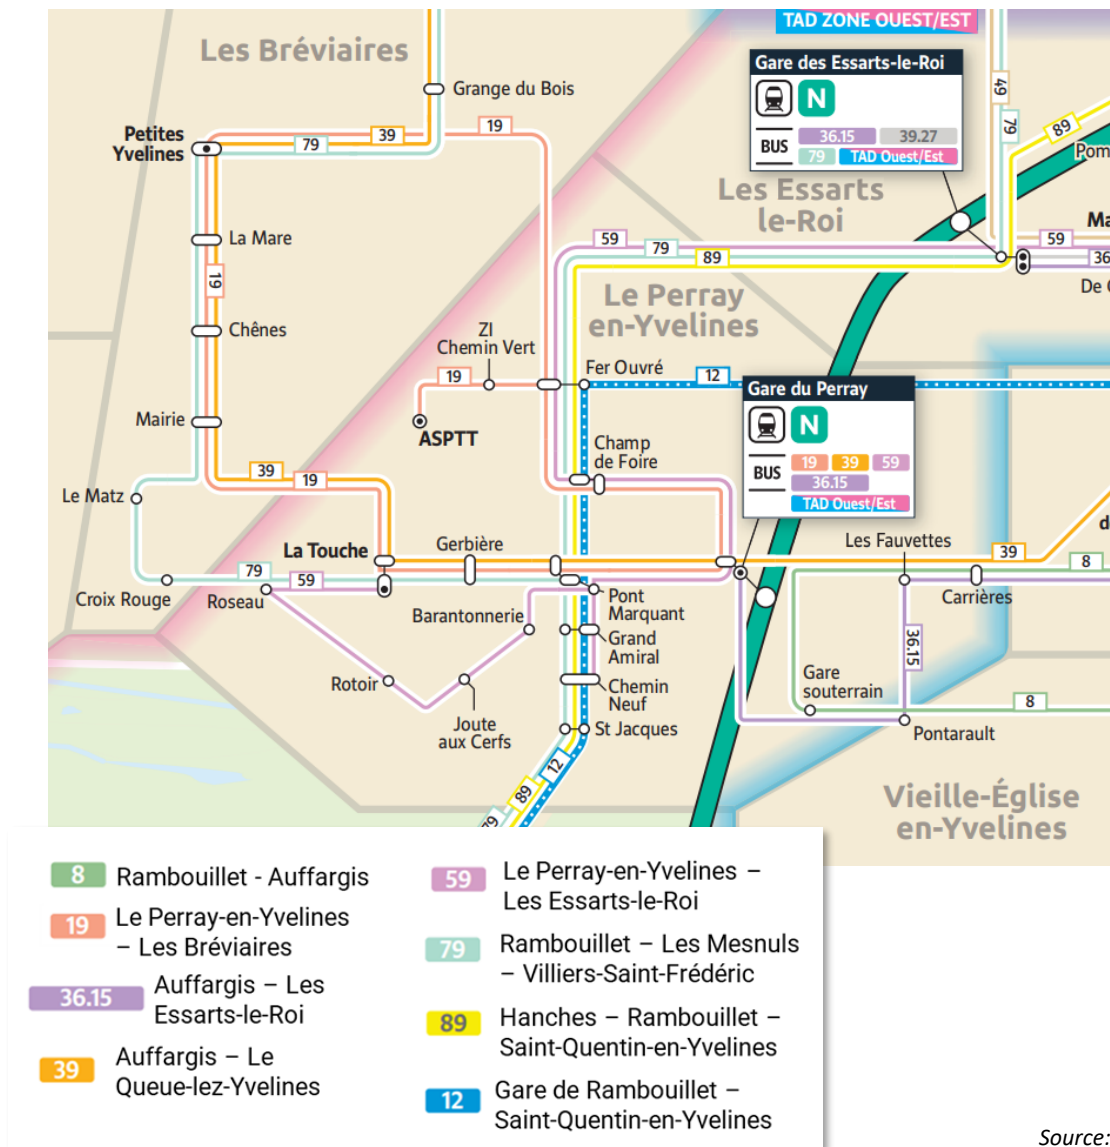 TAD ZONE OUEST/EST
Les Bréviaires
Gare des Essarts-le-Roi
N
BUS
36.15
39.27
79
TAD Ouest/Est
49
79
89
Pom
Grange du Bois
19
39
79
Petites
Yvelines
Les Essarts
le-Roi
La Mare
59
79
89
Ma
59
36
De
19
Le Perray
en-Yvelines
Chênes
ZI
Chemin Vert
19
Fer Ouvré
12
Gare du Perray
N
BUS
19
39
59
36.15
TAD Ouest/Est
Mairie
ASPTT
Champ
de Foire
39
19
Le Matz
d
La Touche
Gerbière
Les Fauvettes
39
8
79
59
Croix Rouge
Roseau
Barantonnerie
Pont
Marquant
Carrières
Grand
Amiral
36.15
Rotoir
Chemin
Neuf
Gare
souterrain
8
Joute
aux Cerfs
St Jacques
Pontarault
12
89
79
Vieille-Église
en-Yvelines
8
Rambouillet - Auffargis
19
Le Perray-en-Yvelines
– Les Bréviaires
36.15
Auffargis – Les
Essarts-le-Roi
39
Auffargis – Le
Queue-lez-Yvelines
59
Le Perray-en-Yvelines –
Les Essarts-le-Roi
79
Rambouillet – Les Mesnuls
– Villiers-Saint-Frédéric
89
Hanches – Rambouillet –
Saint-Quentin-en-Yvelines
12
Gare de Rambouillet –
Saint-Quentin-en-Yvelines
Source: